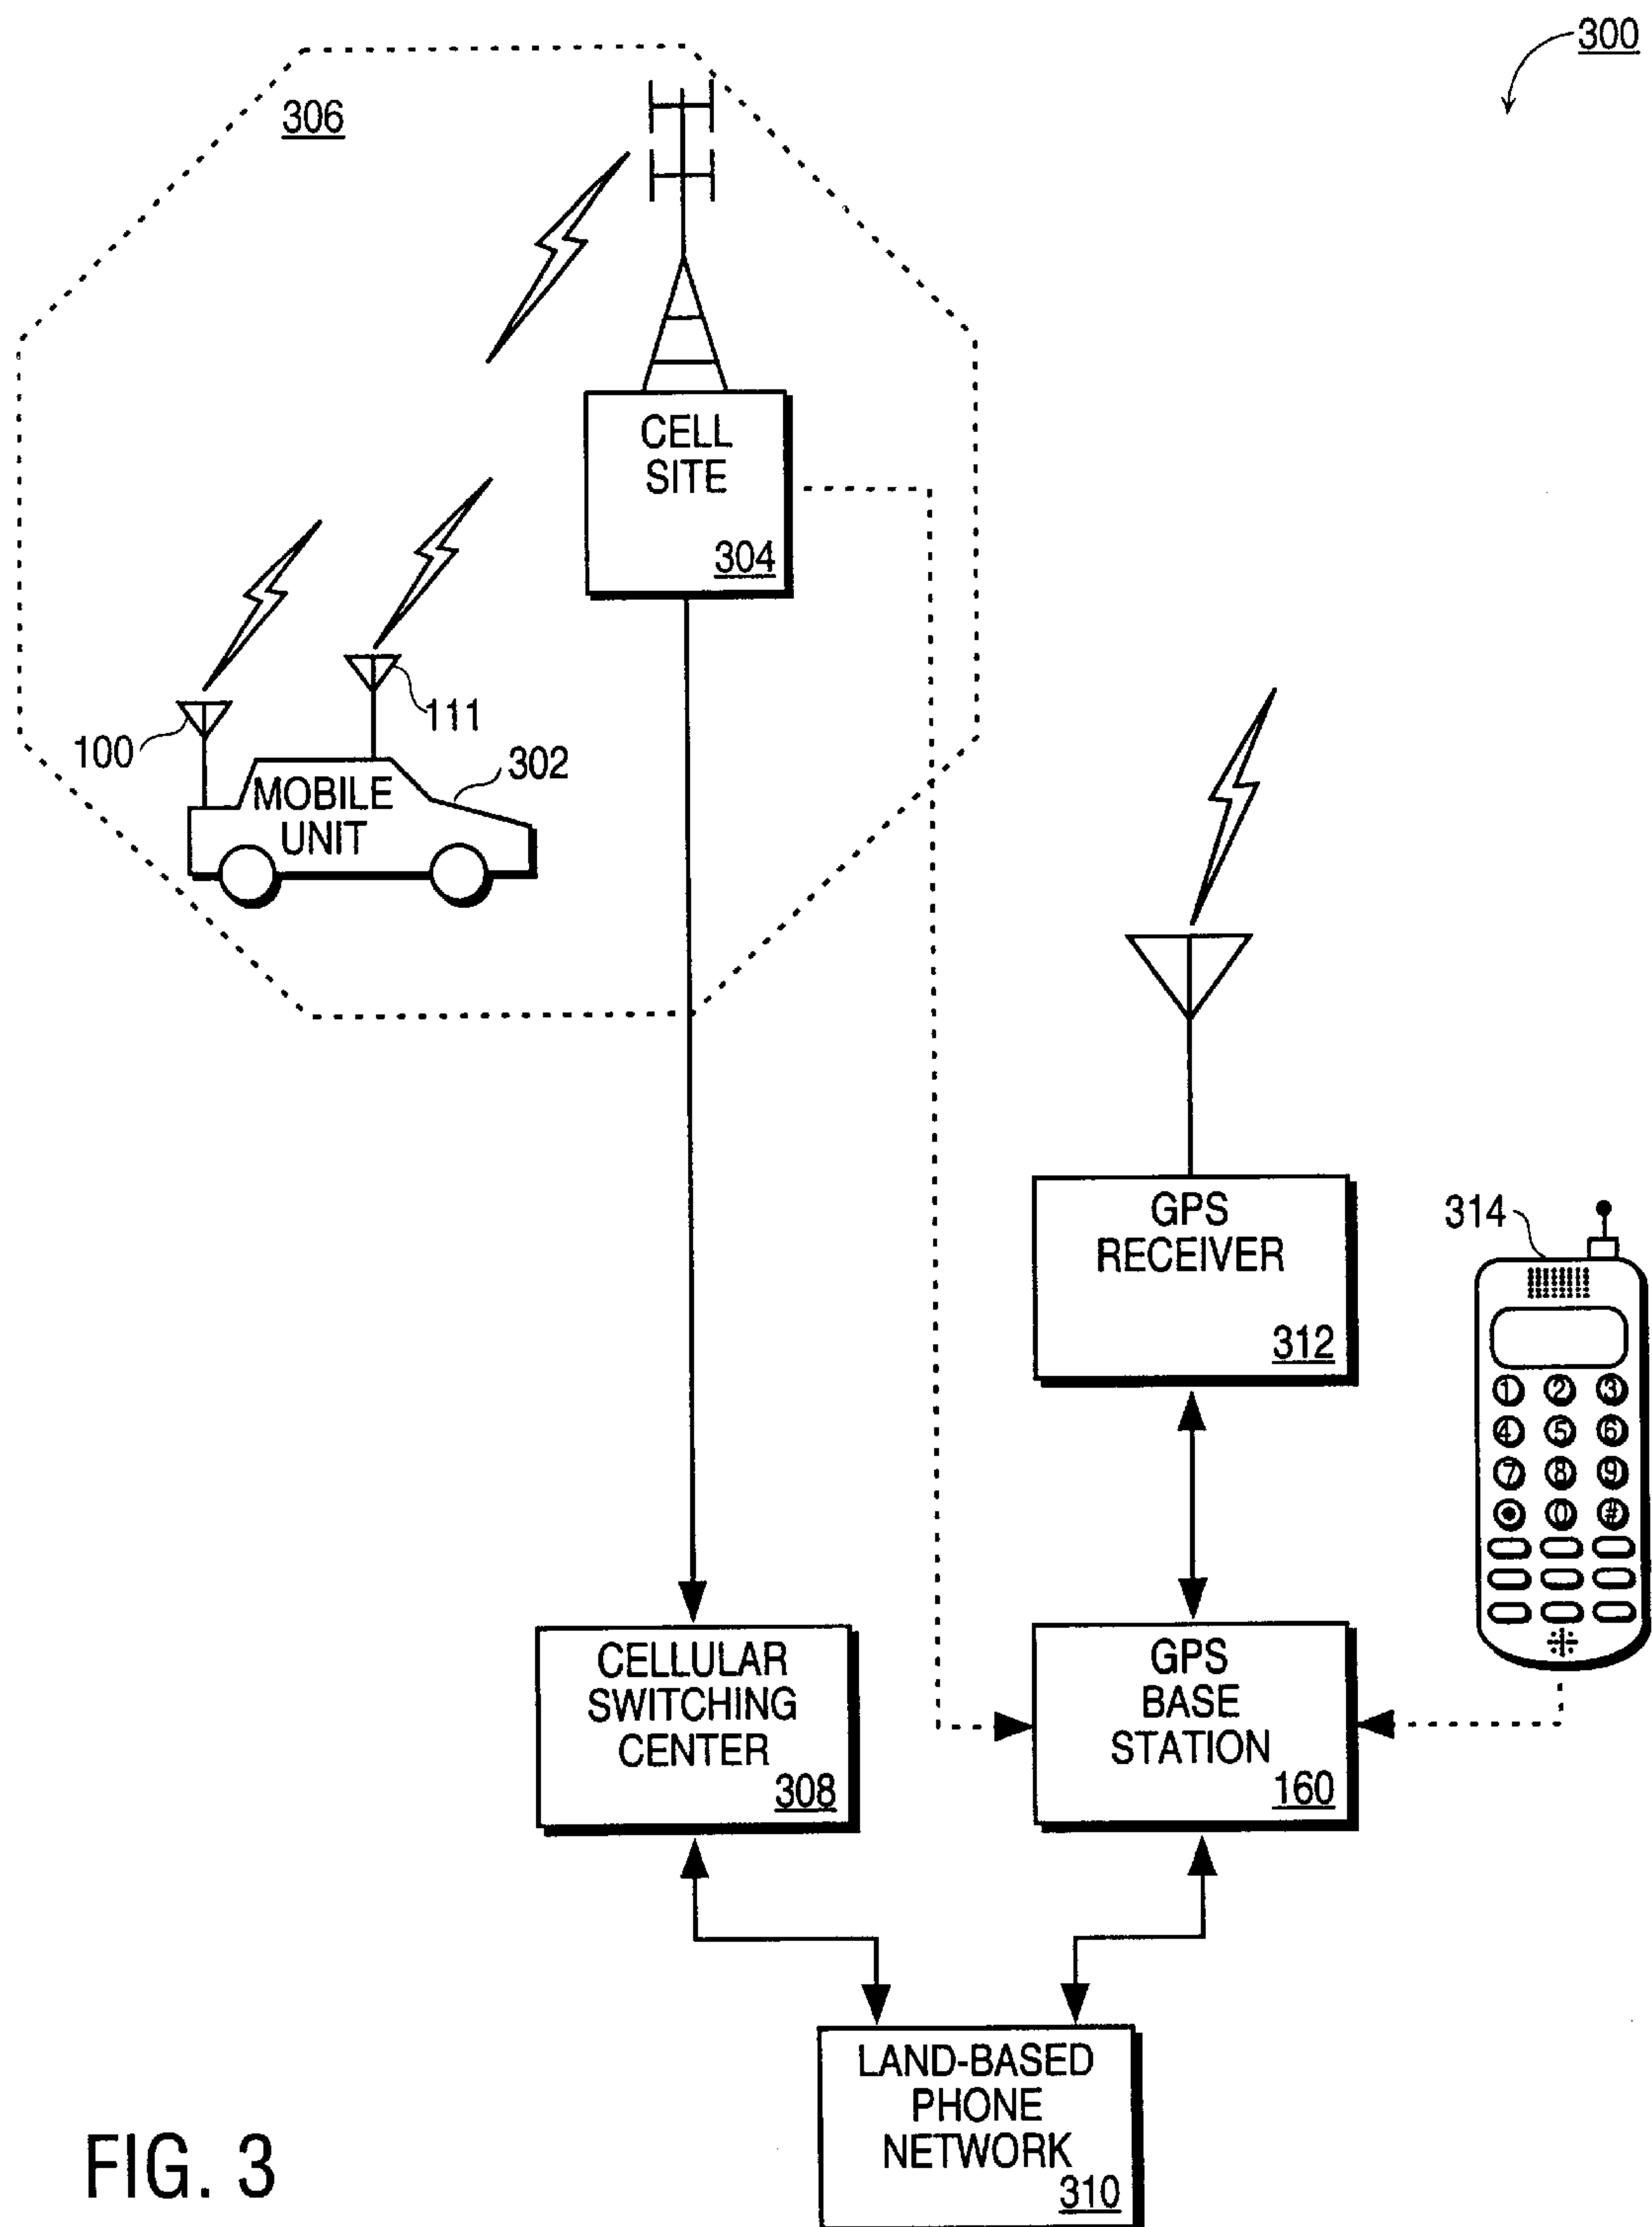 300
306
CELL
SITE
304
111
100
302
MOBILE
UNIT
GPS
RECEIVER
312
314
1 2 3
4 5 6
7 8 9
0 #
CELLULAR
SWITCHING
CENTER
308
GPS
BASE
STATION
160
LAND-BASED
PHONE
NETWORK
310
FIG. 3